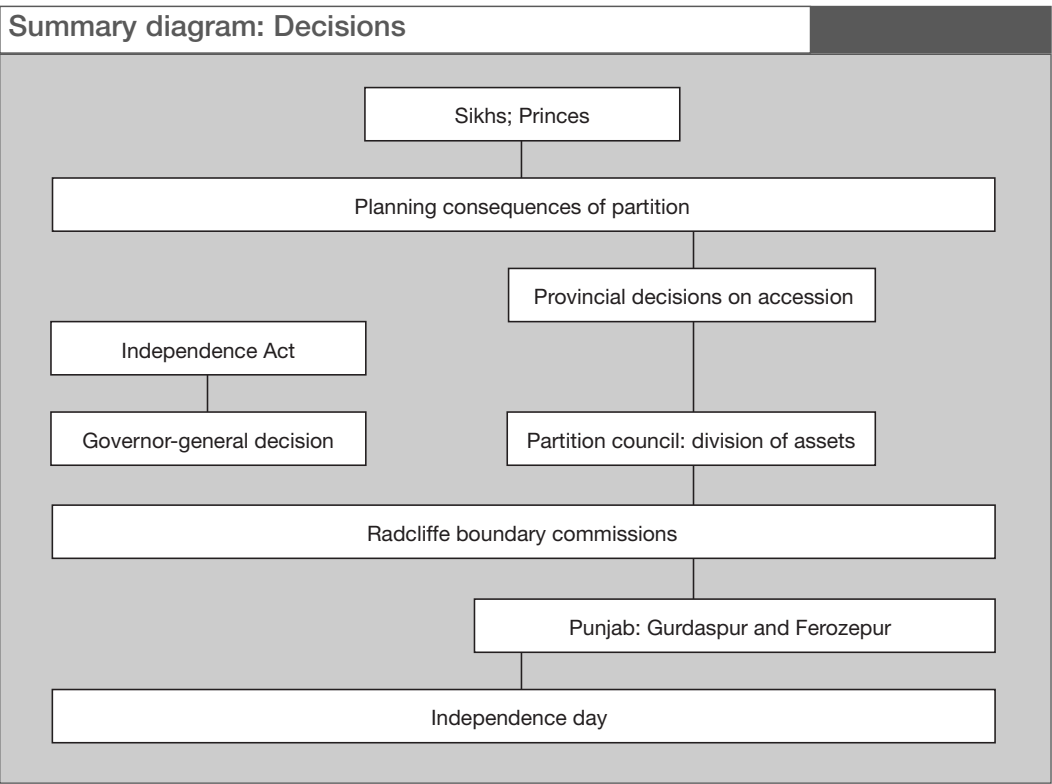 Summary diagram: Decisions
Sikhs; Princes
Planning consequences of partition
Provincial decisions on accession
Independence Act
Governor-general decision
Partition council: division of assets
Radcliffe boundary commissions
Punjab: Gurdaspur and Ferozepur
Independence day